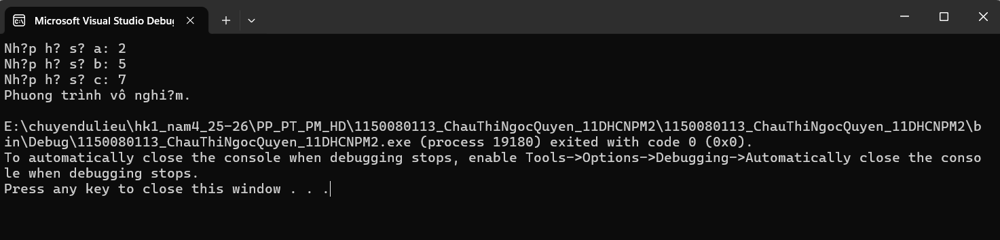 Microsoft Visual Studio Debu
Nh?p h? s? a: 2
Nh?p h? s? b: 5
Nh?p h? s? c: 7
Phuong trình vô nghi?m.
E:\chuyendulieu\hk1_nam4_25-26\PP_PT_PM_HD\1150080113_ChauThiNgocQuyen_11DHCNPM2\1150080113_ChauThiNgocQuyen_11DHCNPM2\b
in\Debug\1150080113_ChauThiNgocQuyen_11DHCNPM2.exe (process 19180) exited with code 0 (0x0).
To automatically close the console when debugging stops, enable Tools->Options->Debugging->Automatically close the conso
le when debugging stops.
Press any key to close this window . . .